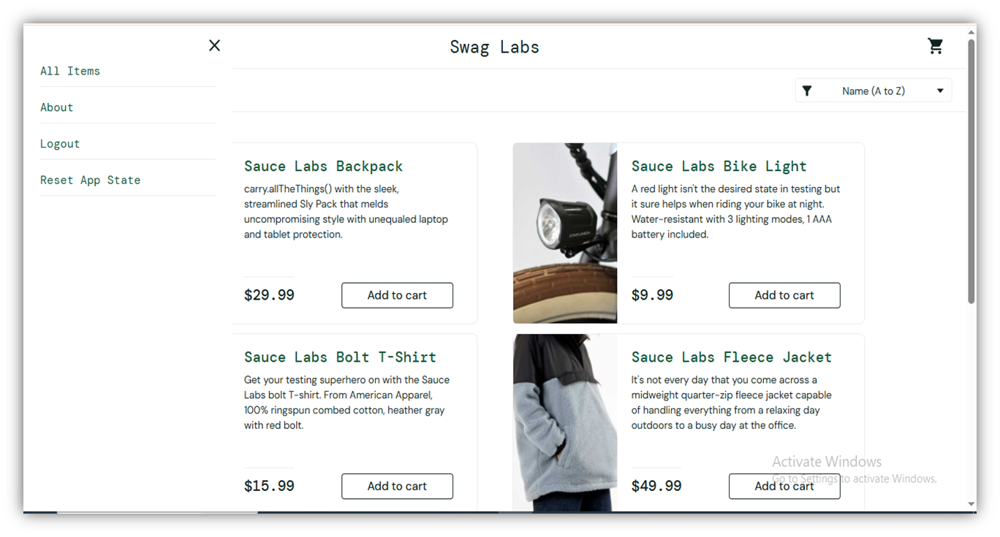 Swag Labs
All Items
About
Logout
Reset App State
Name (A to Z)
Sauce Labs Backpack
carry.allTheThings() with the sleek,
streamlined Sly Pack that melds
uncompromising style with unequaled laptop
and tablet protection.
$29.99
Add to cart
Sauce Labs Bike Light
A red light isn't the desired state in testing but
it sure helps when riding your bike at night.
Water-resistant with 3 lighting modes, 1 AAA
battery included.
STAR UNION
$9.99
Add to cart
Sauce Labs Bolt T-Shirt
Get your testing superhero on with the Sauce
Labs bolt T-shirt. From American Apparel,
100% ringspun combed cotton, heather gray
with red bolt.
$15.99
Add to cart
Sauce Labs Fleece Jacket
It's not every day that you come across a
midweight quarter-zip fleece jacket capable
of handling everything from a relaxing day
outdoors to a busy day at the office.
$49.99
Add to cart
Activate Windows
Go to Settings to activate Windows.